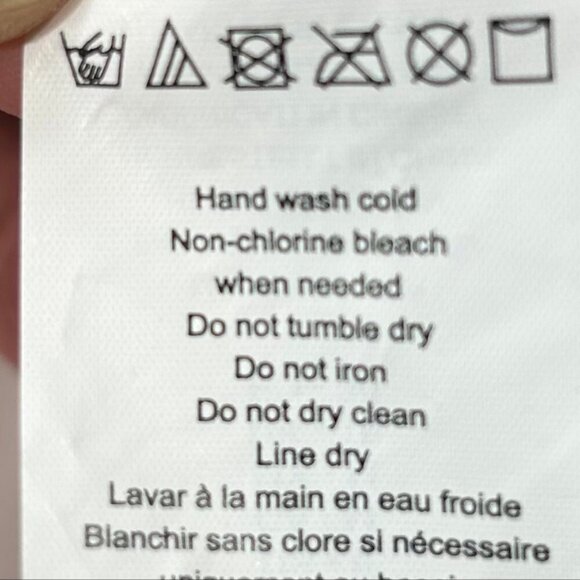 Hand wash cold
Non-chlorine bleach
when needed
Do not tumble dry
Do not iron
Do not dry clean
Line dry
Lavar à la main en eau froide
Blanchir sans clore si nécessaire